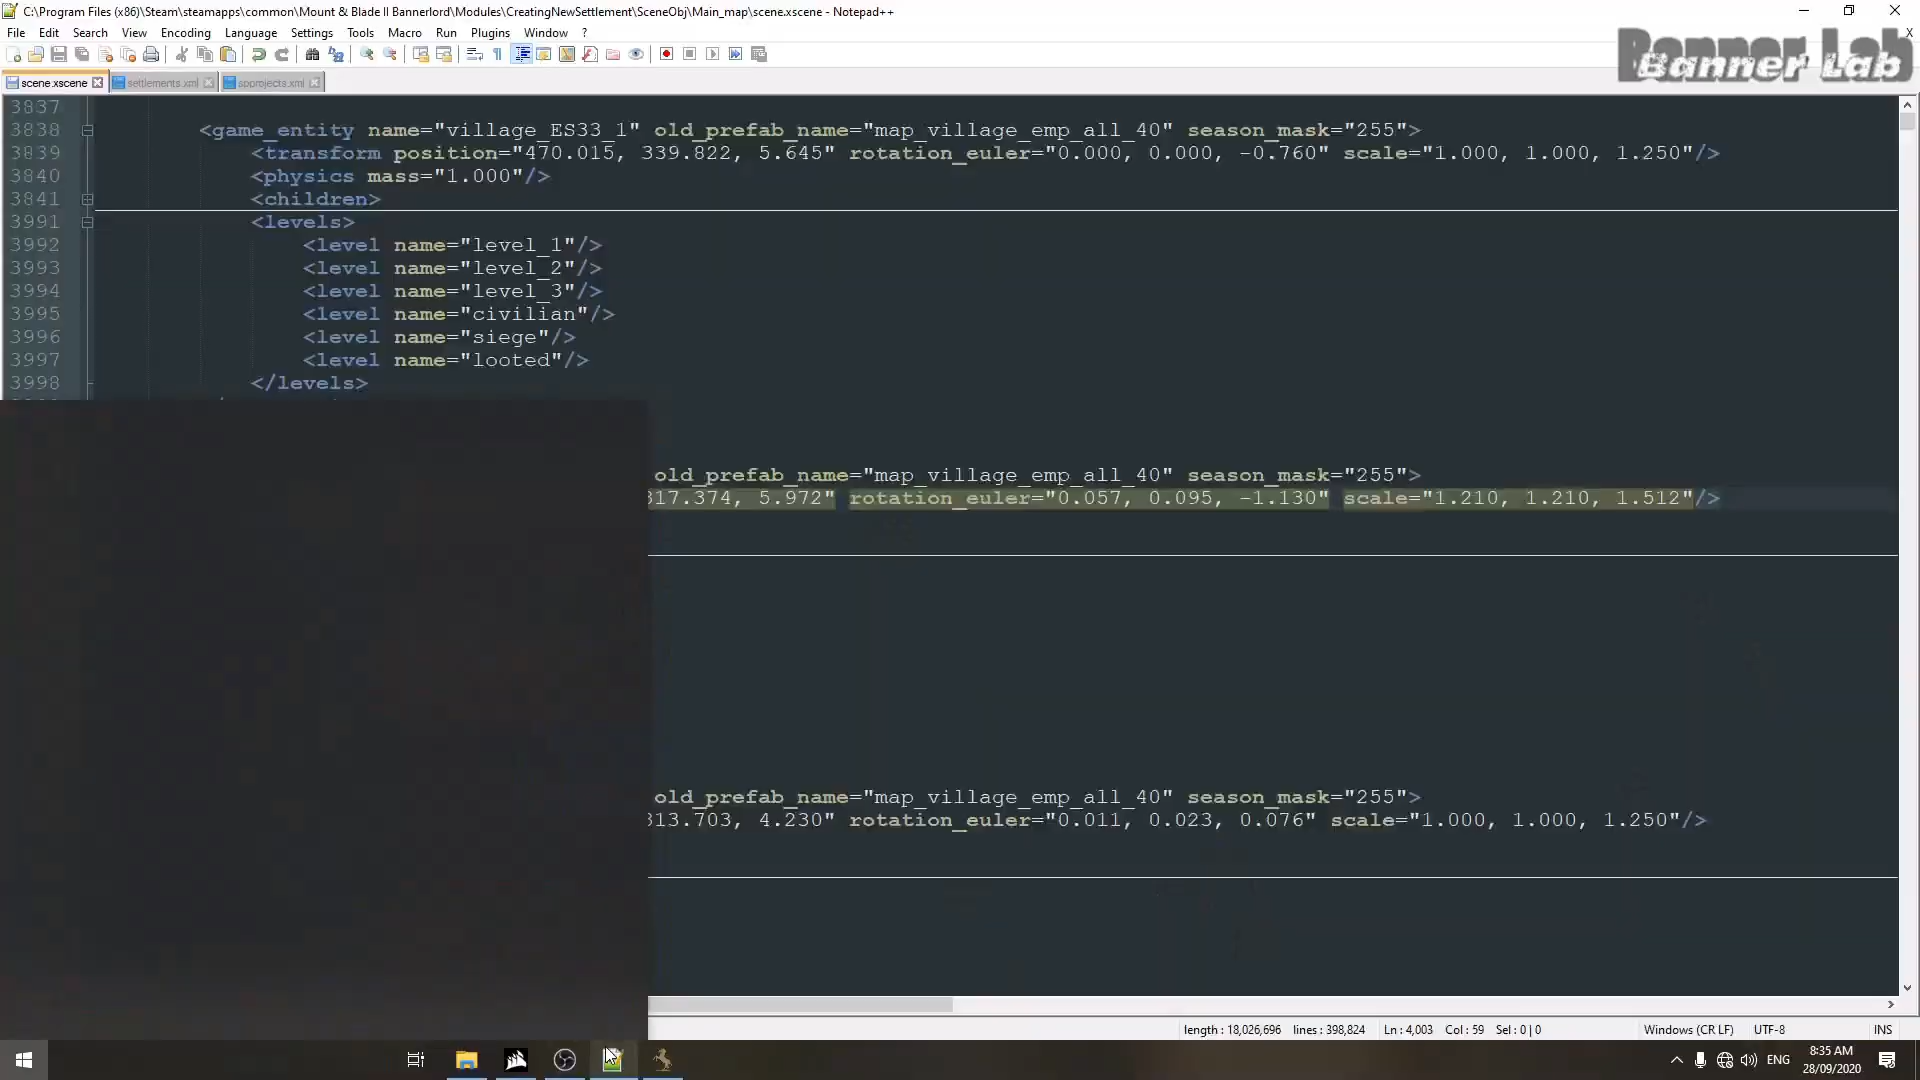 C:\Program Files (x86)\Steam\steamapps\common\Mount & Blade II Bannerlord\Modules\CreatingNewSettlement\SceneObj\Main_map\scene.xscene - Notepad++
File Edit Search View Encoding Language Settings Tools Macro Run Plugins Window ? X
Banner Lab
scene.xscene settlements.xml spprojects.xml
3837
3838 <game_entity name="village_ES33_1" old_prefab_name="map_village_emp_all_40" season_mask="255">
3839 <transform position="470.015, 339.822, 5.645" rotation_euler="0.000, 0.000, -0.760" scale="1.000, 1.000, 1.250"/>
3840 <physics mass="1.000"/>
3841 <children>
3991 <levels>
3992 <level name="level_1"/>
3993 <level name="level_2"/>
3994 <level name="level_3"/>
3995 <level name="civilian"/>
3996 <level name="siege"/>
3997 <level name="looted"/>
3998 </levels>
old_prefab_name="map_village_emp_all_40" season_mask="255">
317.374, 5.972" rotation_euler="0.057, 0.095, -1.130" scale="1.210, 1.210, 1.512"/>
old_prefab_name="map_village_emp_all_40" season_mask="255">
313.703, 4.230" rotation_euler="0.011, 0.023, 0.076" scale="1.000, 1.000, 1.250"/>
length : 18,026,696 lines : 398,824 Ln : 4,003 Col : 59 Sel : 0 | 0 Windows (CR LF) UTF-8 INS
ENG 8:35 AM
28/09/2020